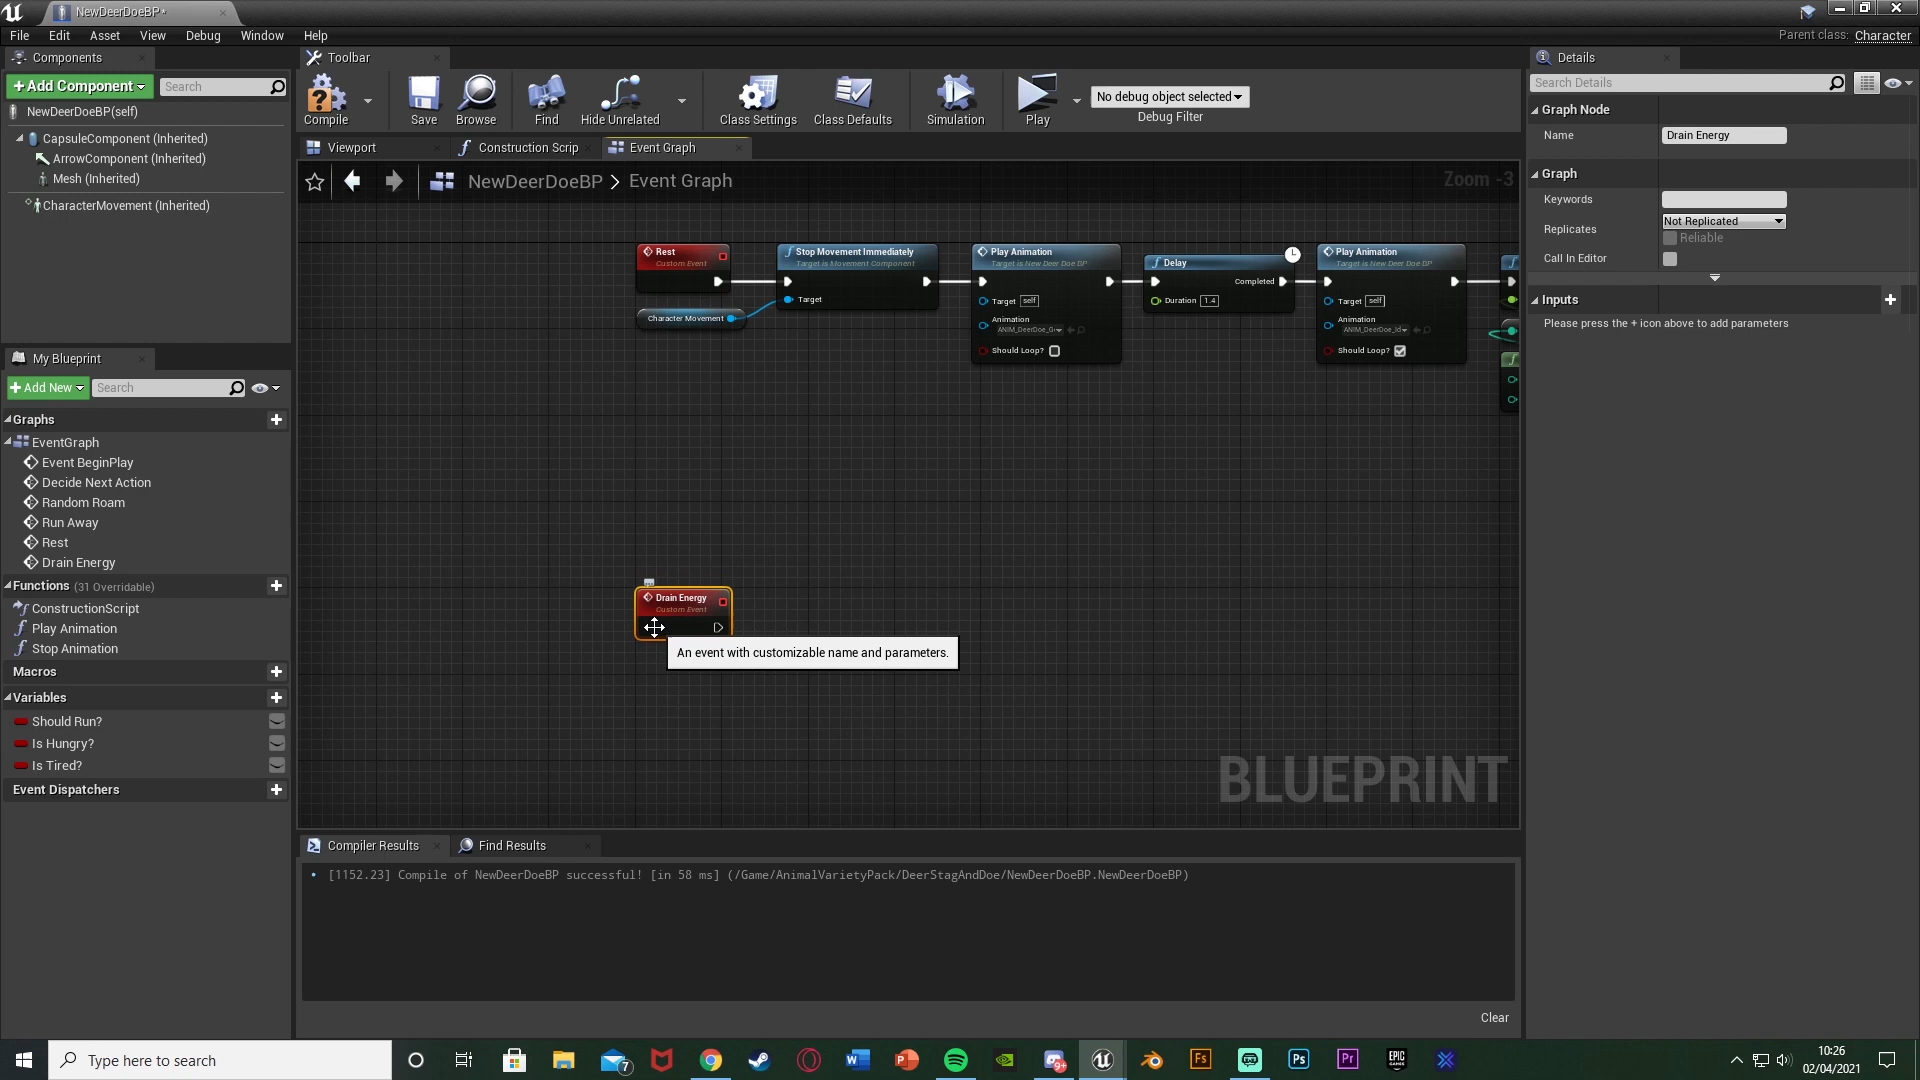 NewDeerDoeBP*
File Edit Asset View Debug Window Help
Parent class: Character
Components
+ Add Component
Search
NewDeerDoeBP(self)
CapsuleComponent (Inherited)
ArrowComponent (Inherited)
Mesh (Inherited)
CharacterMovement (Inherited)
My Blueprint
+ Add New
Search
Graphs
EventGraph
Event BeginPlay
Decide Next Action
Random Roam
Run Away
Rest
Drain Energy
Functions (31 Overridable)
ConstructionScript
Play Animation
Stop Animation
Macros
Variables
Should Run?
Is Hungry?
Is Tired?
Event Dispatchers
Toolbar
Compile
Save
Browse
Find
Hide Unrelated
Class Settings
Class Defaults
Simulation
Play
No debug object selected
Debug Filter
Viewport
Construction Scrip
Event Graph
NewDeerDoeBP > Event Graph
Zoom -3
Rest
Custom Event
Character Movement
Stop Movement Immediately
Target is Movement Component
Target
Play Animation
Target is New Deer Doe BP
Target self
Animation
ANIM_DeerDoe_G
Should Loop?
Delay
Completed
Duration 1.4
Play Animation
Target is New Deer Doe BP
Target self
Animation
ANIM_DeerDoe_Id
Should Loop?
Drain Energy
Custom Event
An event with customizable name and parameters.
BLUEPRINT
Compiler Results
Find Results
[1152.23] Compile of NewDeerDoeBP successful! [in 58 ms] (/Game/AnimalVarietyPack/DeerStagAndDoe/NewDeerDoeBP.NewDeerDoeBP)
Clear
Details
Search Details
Graph Node
Name
Drain Energy
Graph
Keywords
Replicates
Not Replicated
Reliable
Call In Editor
Inputs
Please press the + icon above to add parameters
Type here to search
7
9+
Fs
Ps
Pr
EPIC
GAMES
10:26
02/04/2021